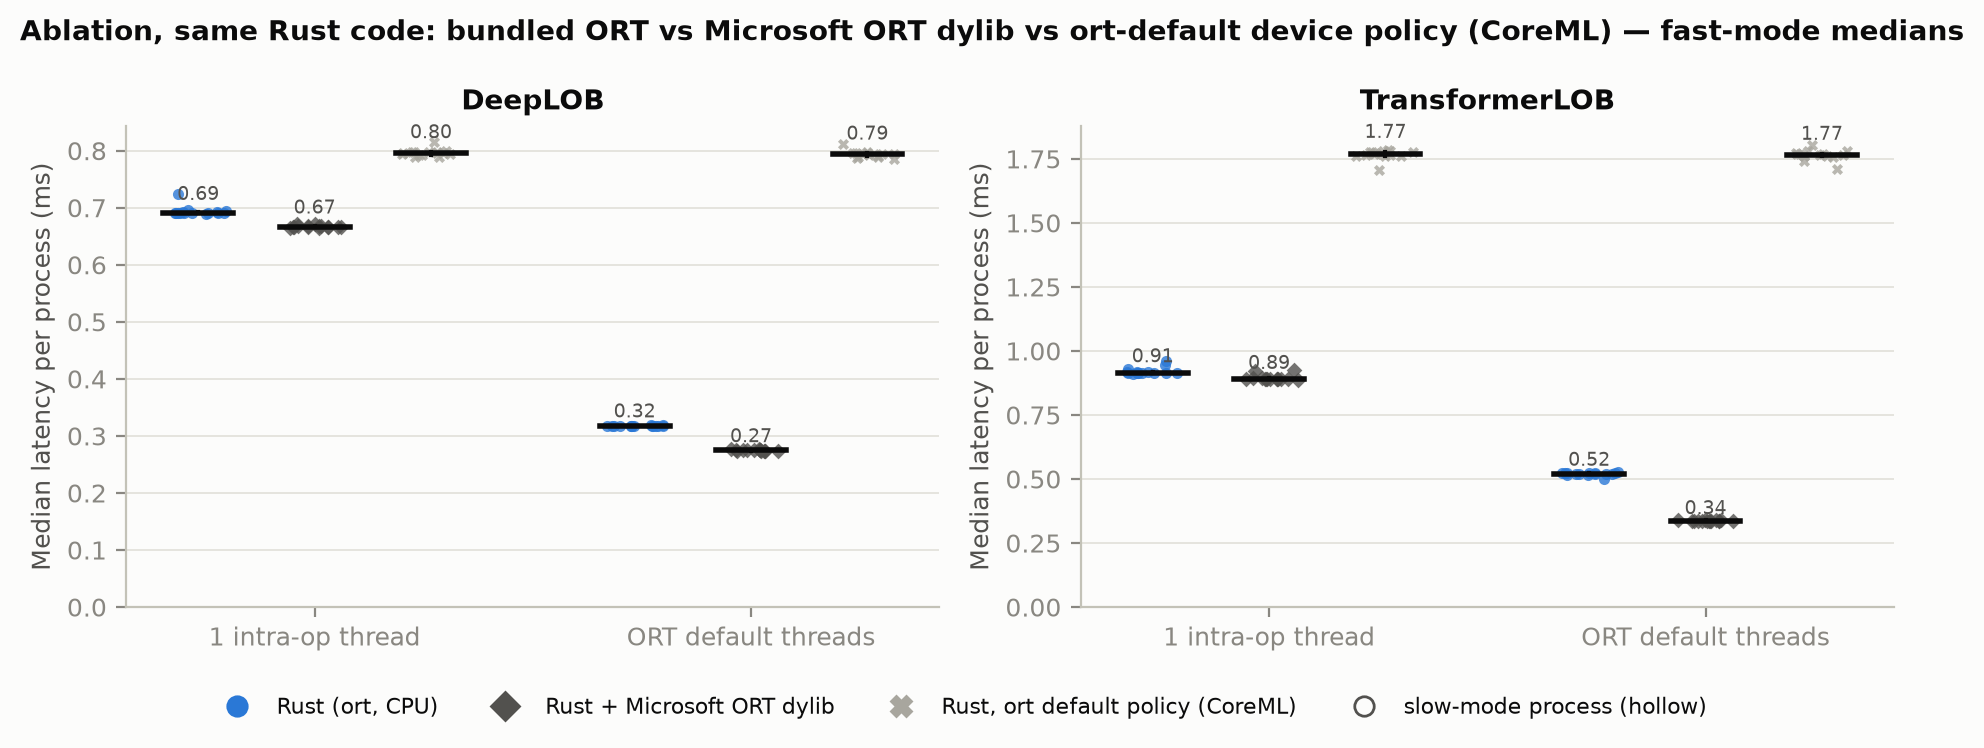 Ablation, same Rust code: bundled ORT vs Microsoft ORT dylib vs ort-default device policy (CoreML) — fast-mode medians
DeepLOB
Median latency per process (ms)
0.8
0.7
0.6
0.5
0.4
0.3
0.2
0.1
0.0
0.69
0.67
0.80
0.32
0.27
0.79
1 intra-op thread
ORT default threads
TransformerLOB
Median latency per process (ms)
1.75
1.50
1.25
1.00
0.75
0.50
0.25
0.00
0.91
0.89
1.77
0.52
0.34
1.77
1 intra-op thread
ORT default threads
Rust (ort, CPU)
Rust + Microsoft ORT dylib
Rust, ort default policy (CoreML)
slow-mode process (hollow)